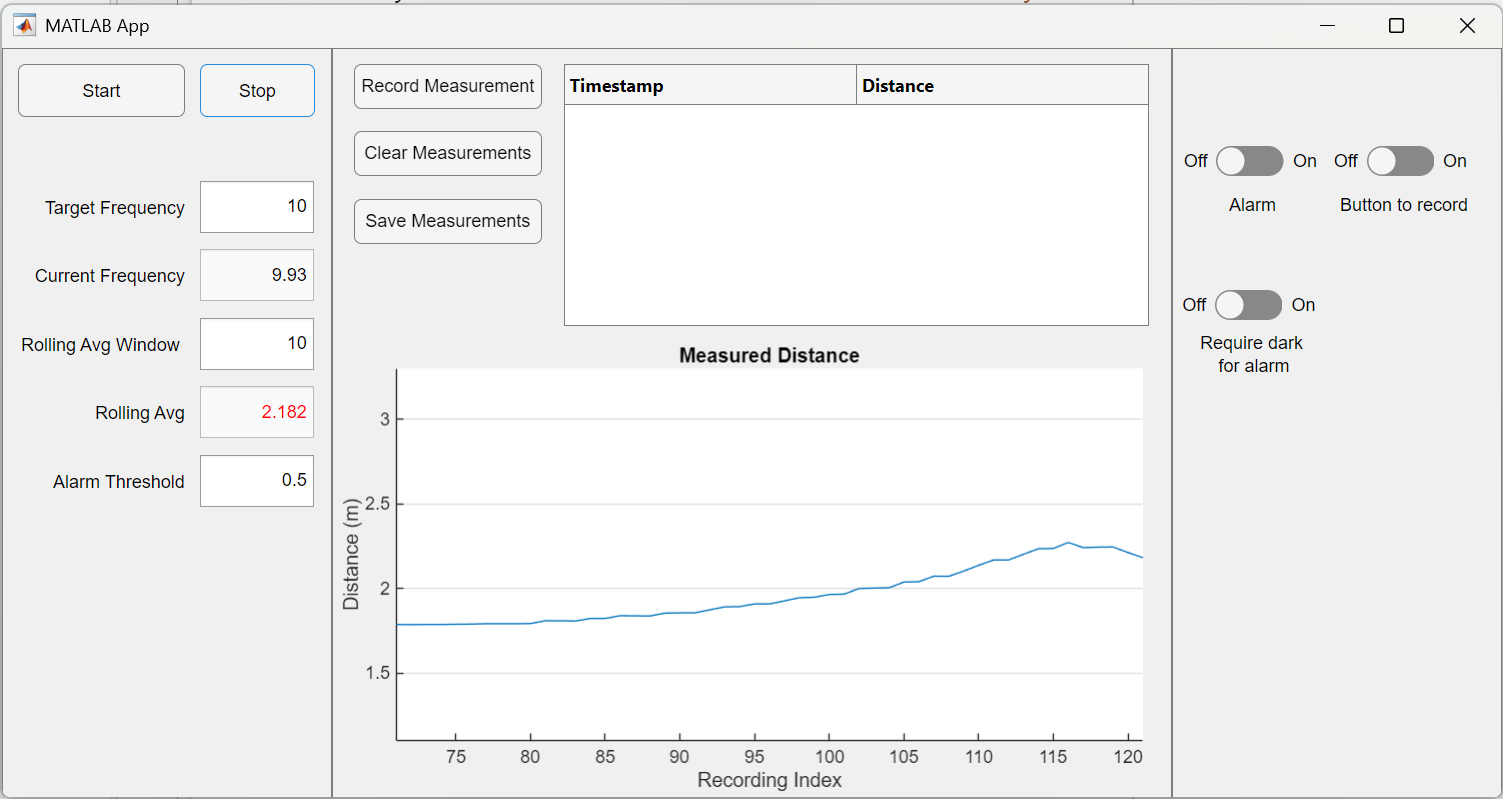 MATLAB App
Start
Stop
Target Frequency
10
Current Frequency
9.93
Rolling Avg Window
10
Rolling Avg
2.182
Alarm Threshold
0.5
Record Measurement
Clear Measurements
Save Measurements
Timestamp
Distance
Measured Distance
3
2.5
2
1.5
Distance (m)
75 80 85 90 95 100 105 110 115 120
Recording Index
Off On
Alarm
Off On
Button to record
Off On
Require dark
for alarm